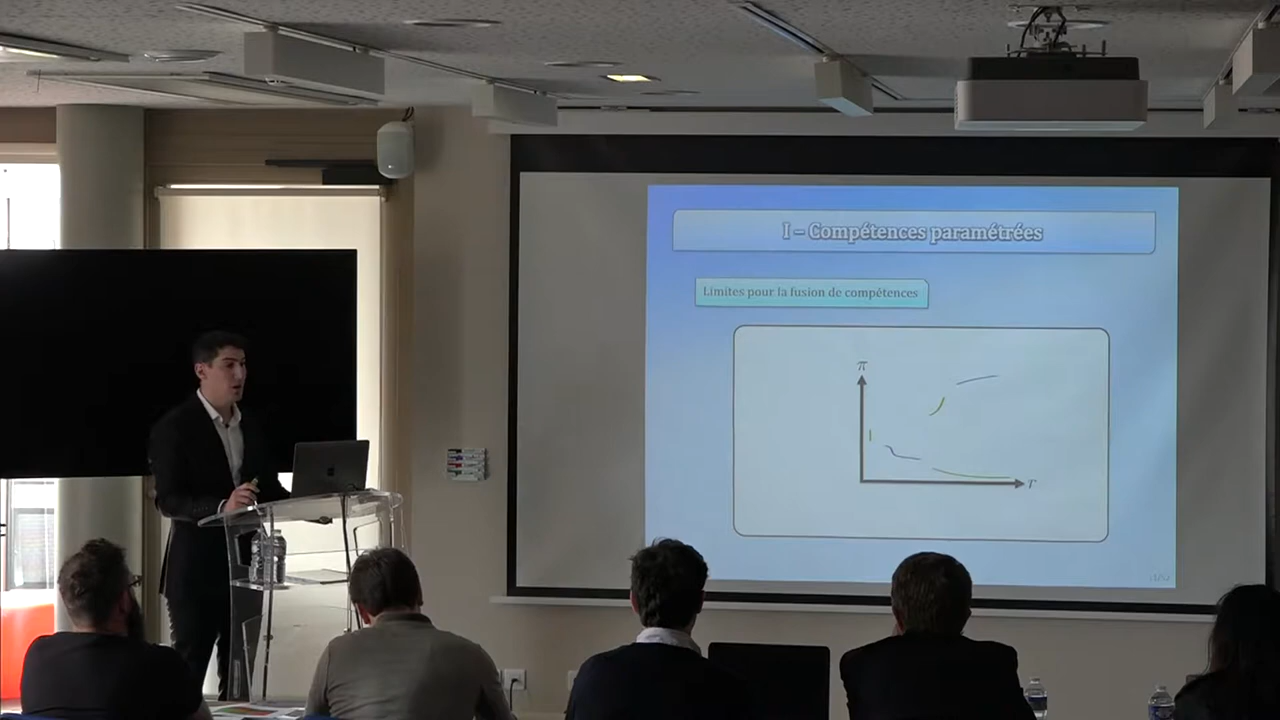 I – Compétences paramétrées
Limites pour la fusion de compétences
π
r